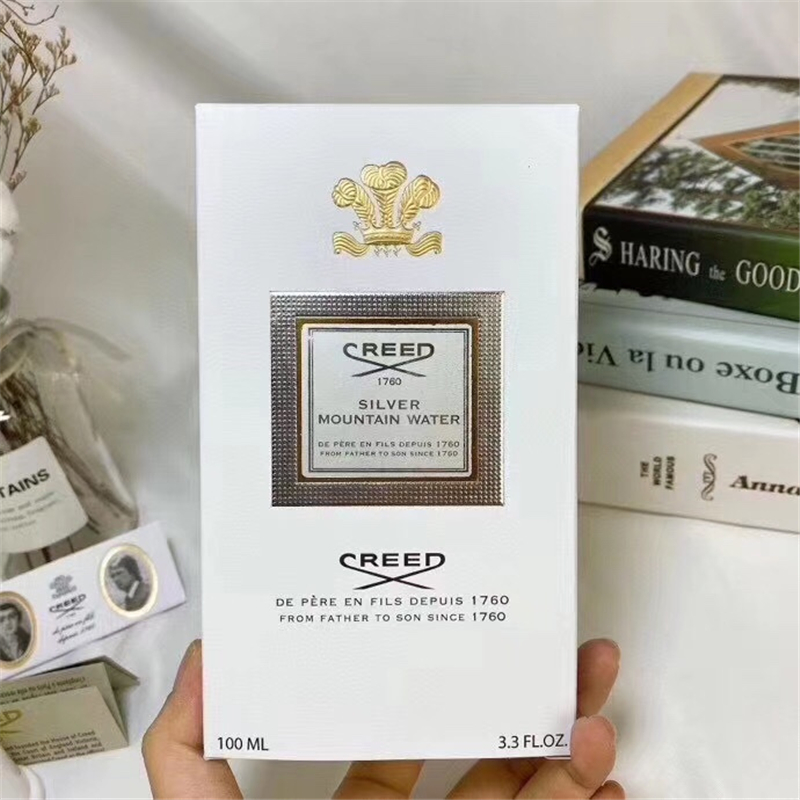 CREED
1760
SILVER
MOUNTAIN WATER
DE PÈRE EN FILS DEPUIS 1760
FROM FATHER TO SON SINCE 1760
CREED
DE PÈRE EN FILS DEPUIS 1760
FROM FATHER TO SON SINCE 1760
100 ML
3.3 FL.OZ.
SHARING the GOOD
Boxe ou la Vi
THE
WORLD
FAMOUS
Anna
TAINS
CREED